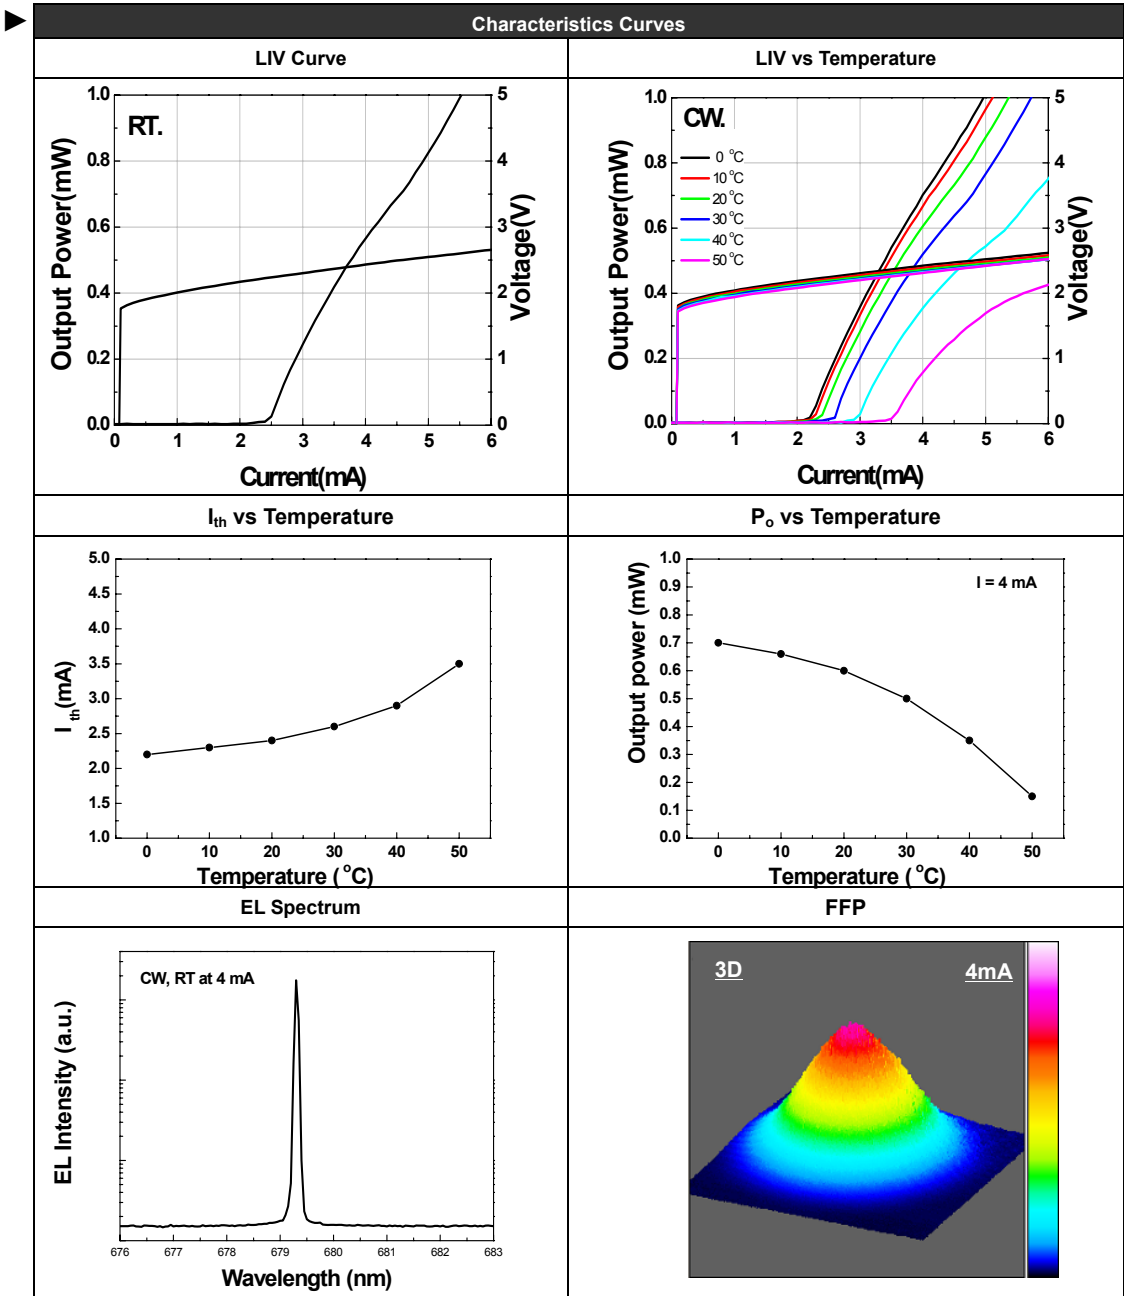 ►
Characteristics Curves
LIV Curve
LIV vs Temperature
RT.
Output Power(mW)
1.0
0.8
0.6
0.4
0.2
0.0
5
4
3
2
1
0
Voltage(V)
0 1 2 3 4 5 6
Current(mA)
CW.
0 °C
10 °C
20 °C
30 °C
40 °C
50 °C
Output Power(mW)
1.0
0.8
0.6
0.4
0.2
0.0
5
4
3
2
1
0
Voltage(V)
0 1 2 3 4 5 6
Current(mA)
Ith vs Temperature
Po vs Temperature
Ith(mA)
5.0
4.5
4.0
3.5
3.0
2.5
2.0
1.5
1.0
0 10 20 30 40 50
Temperature ( °C)
I = 4 mA
Output power (mW)
1.0
0.9
0.8
0.7
0.6
0.5
0.4
0.3
0.2
0.1
0.0
0 10 20 30 40 50
Temperature ( °C)
EL Spectrum
FFP
CW, RT at 4 mA
EL Intensity (a.u.)
676 677 678 679 680 681 682 683
Wavelength (nm)
3D
4mA